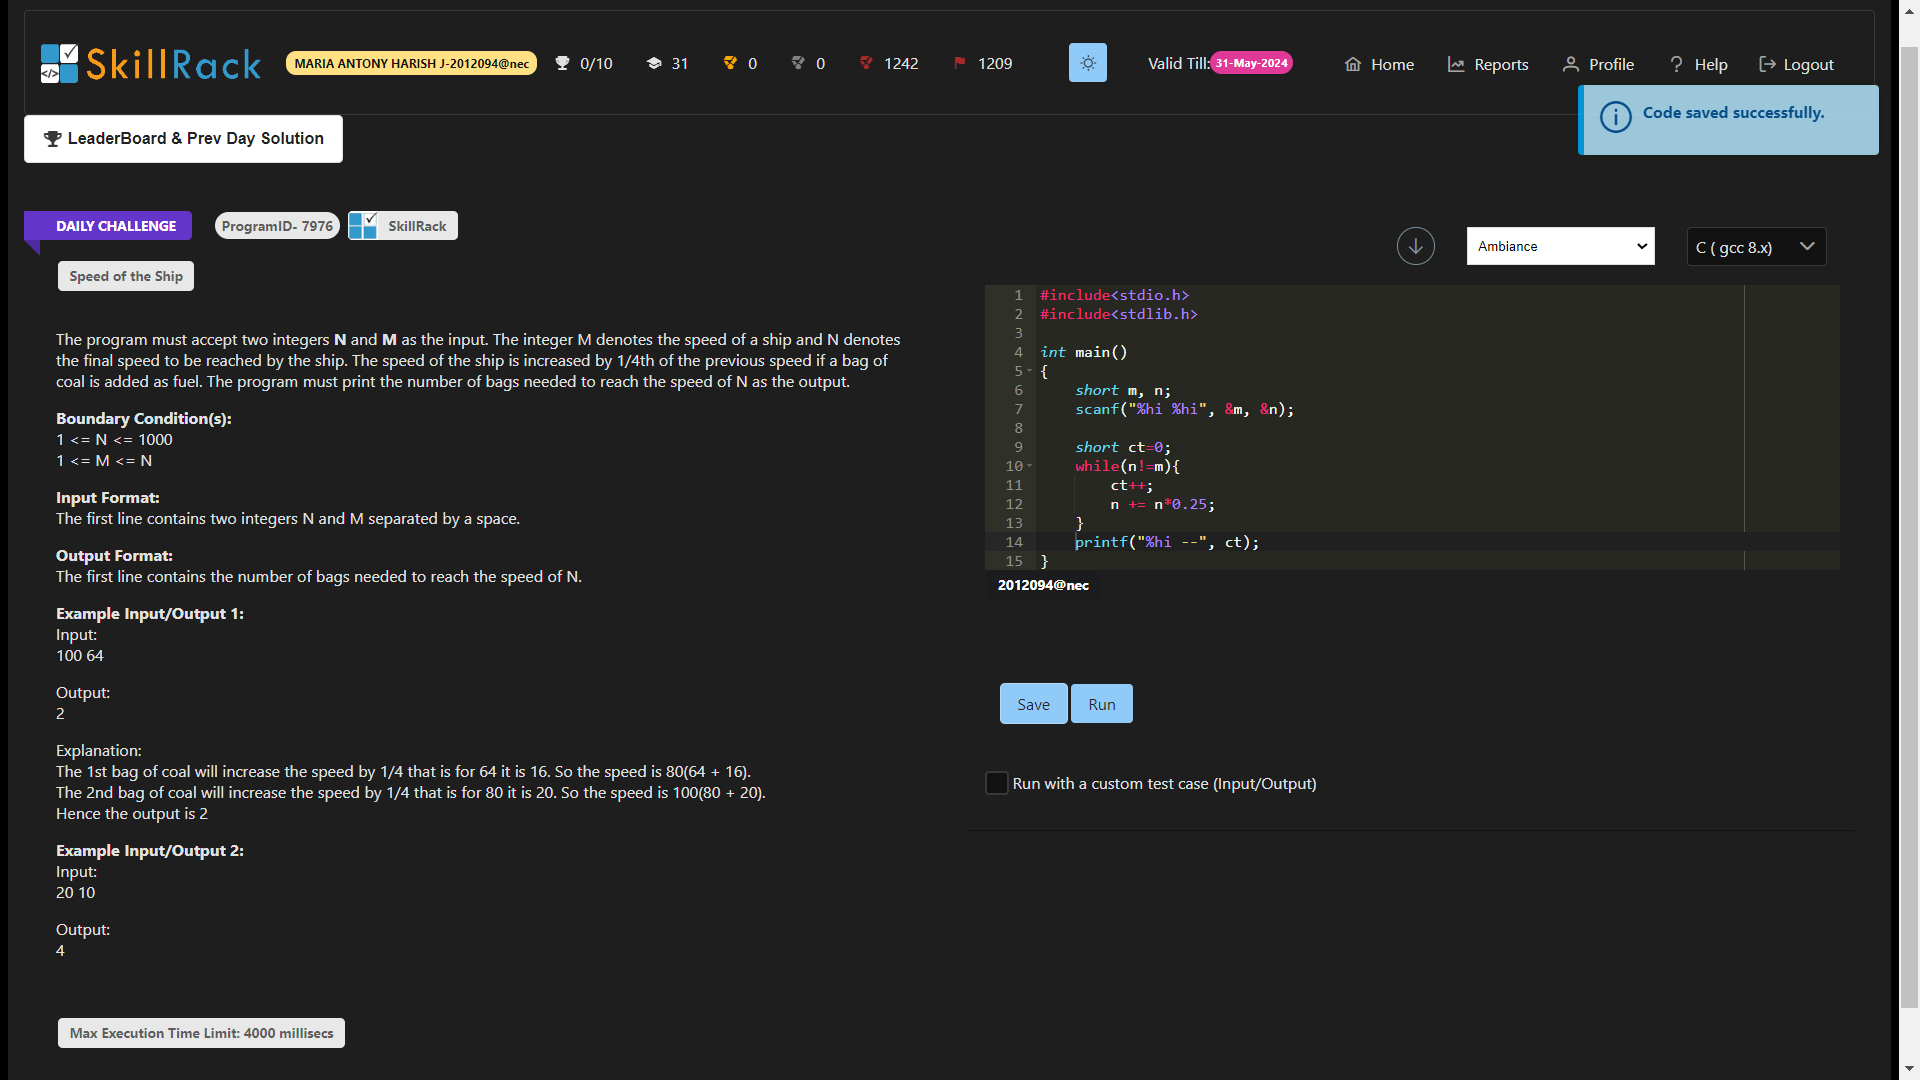 SkillRack
MARIA ANTONY HARISH J-2012094@nec
0/10
31
0
0
1242
1209
Valid Till: 31-May-2024
Home
Reports
Profile
? Help
Logout
Code saved successfully.
LeaderBoard & Prev Day Solution
DAILY CHALLENGE
ProgramID- 7976
SkillRack
Speed of the Ship
The program must accept two integers N and M as the input. The integer M denotes the speed of a ship and N denotes
the final speed to be reached by the ship. The speed of the ship is increased by 1/4th of the previous speed if a bag of
coal is added as fuel. The program must print the number of bags needed to reach the speed of N as the output.
Boundary Condition(s):
1 <= N <= 1000
1 <= M <= N
Input Format:
The first line contains two integers N and M separated by a space.
Output Format:
The first line contains the number of bags needed to reach the speed of N.
Example Input/Output 1:
Input:
100 64
Output:
2
Explanation:
The 1st bag of coal will increase the speed by 1/4 that is for 64 it is 16. So the speed is 80(64 + 16).
The 2nd bag of coal will increase the speed by 1/4 that is for 80 it is 20. So the speed is 100(80 + 20).
Hence the output is 2
Example Input/Output 2:
Input:
20 10
Output:
4
Max Execution Time Limit: 4000 millisecs
Ambiance
C ( gcc 8.x)
1 #include<stdio.h>
2 #include<stdlib.h>
3
4 int main()
5 {
6     short m, n;
7     scanf("%hi %hi", &m, &n);
8
9     short ct=0;
10     while(n!=m){
11         ct++;
12         n += n*0.25;
13     }
14     printf("%hi --", ct);
15 }
2012094@nec
Save
Run
Run with a custom test case (Input/Output)